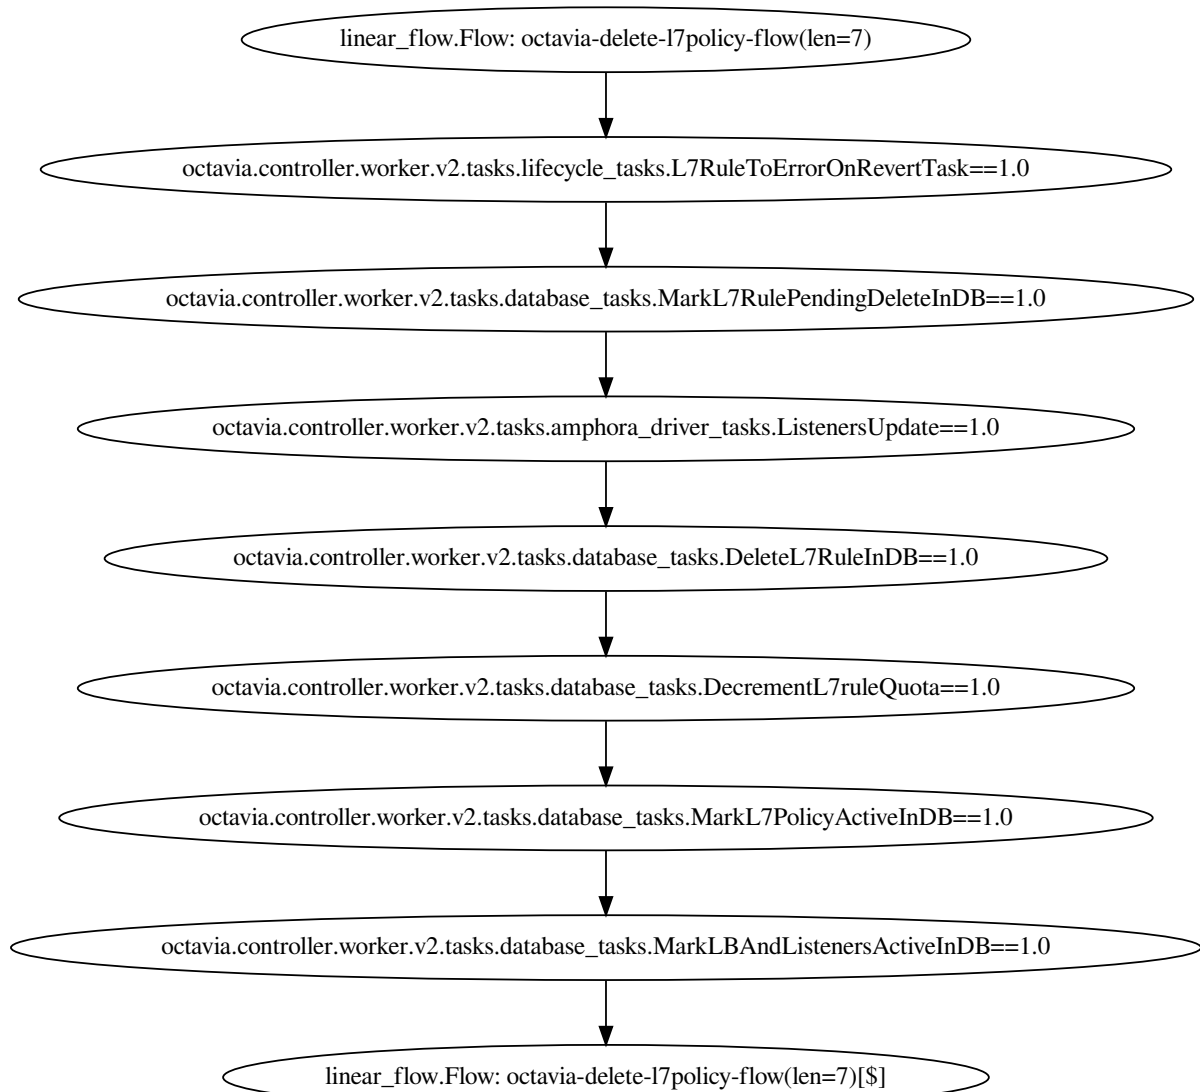 linear_flow.Flow: octavia-delete-l7policy-flow(len=7)
octavia.controller.worker.v2.tasks.lifecycle_tasks.L7RuleToErrorOnRevertTask==1.0
octavia.controller.worker.v2.tasks.database_tasks.MarkL7RulePendingDeleteInDB==1.0
octavia.controller.worker.v2.tasks.amphora_driver_tasks.ListenersUpdate==1.0
octavia.controller.worker.v2.tasks.database_tasks.DeleteL7RuleInDB==1.0
octavia.controller.worker.v2.tasks.database_tasks.DecrementL7ruleQuota==1.0
octavia.controller.worker.v2.tasks.database_tasks.MarkL7PolicyActiveInDB==1.0
octavia.controller.worker.v2.tasks.database_tasks.MarkLBAndListenersActiveInDB==1.0
linear_flow.Flow: octavia-delete-l7policy-flow(len=7)[$]